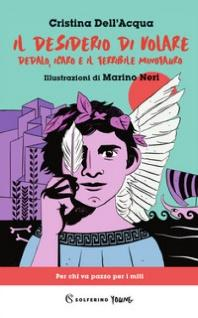 Cristina Dell'Acqua
IL DESIDERIO DI VOLARE
DEDALO, ICARO E IL TERRIBILE MINOTAURO
Illustrazioni di Marino Neri
Per chi va pazzo per i miti
SOLFERINO YOUNG